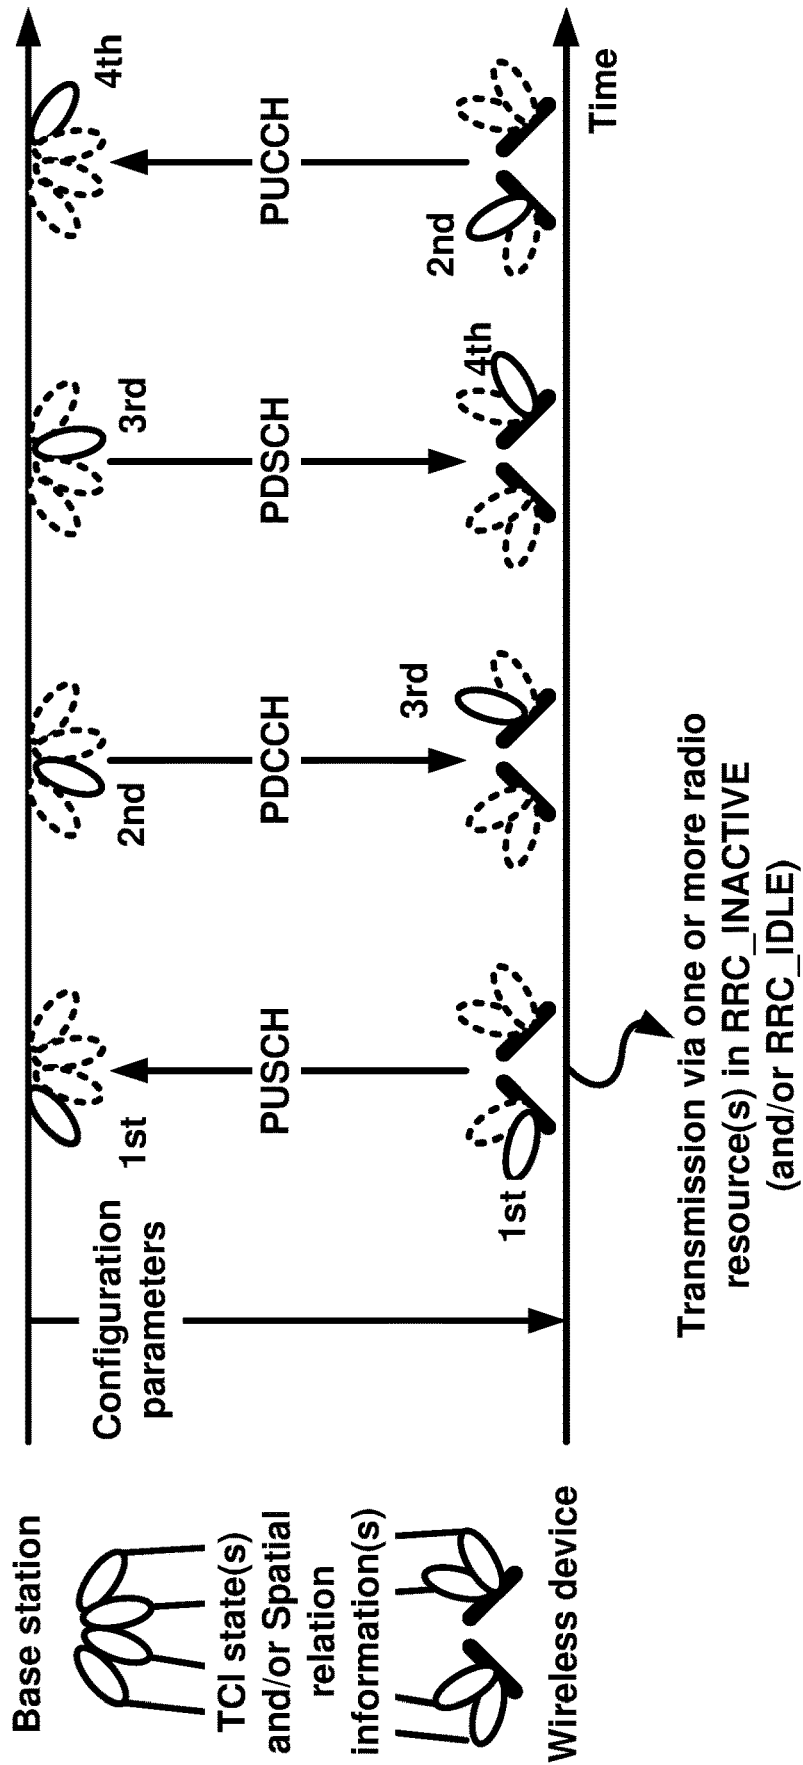 Base station
TCI state(s)
and/or Spatial
relation
information(s)
Wireless device
Configuration
parameters
1st
PUSCH
1st
2nd
PDCCH
3rd
3rd
PDSCH
4th
4th
PUCCH
2nd
Time
Transmission via one or more radio
resource(s) in RRC_INACTIVE
(and/or RRC_IDLE)